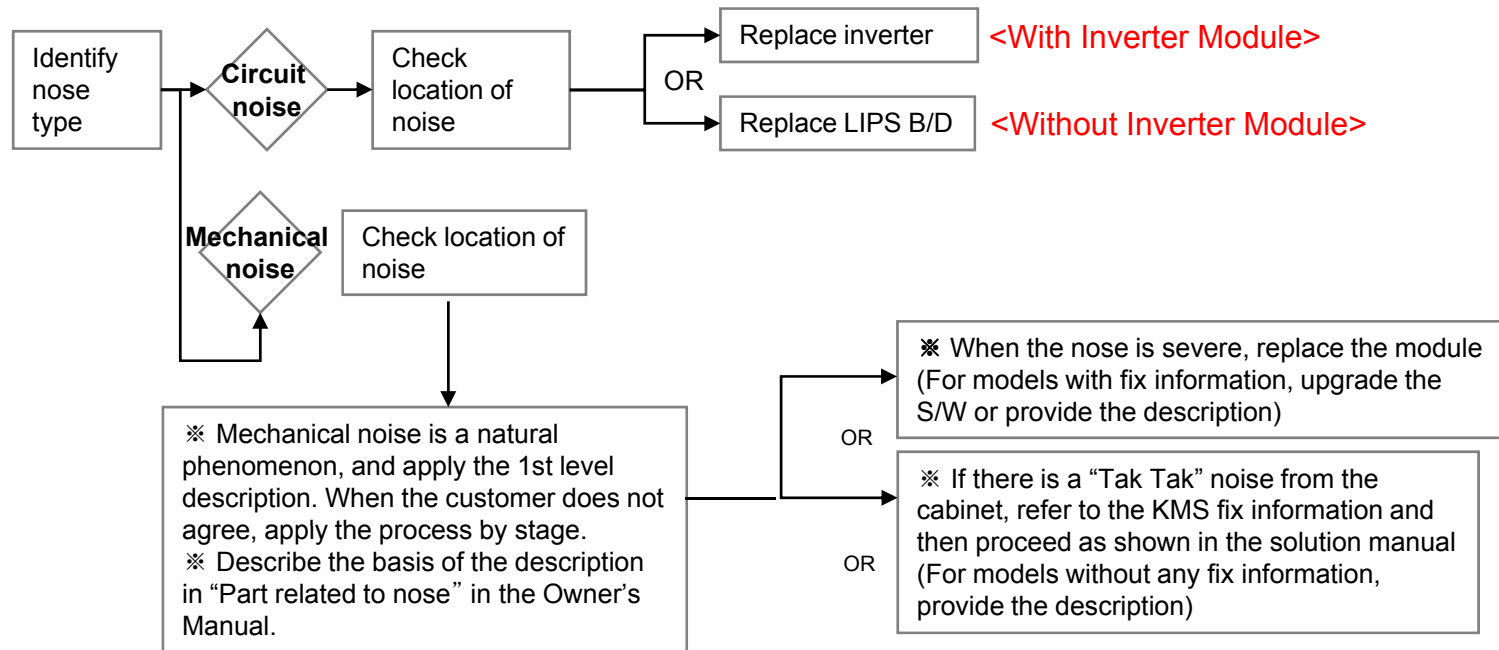 Identify
nose
type
Circuit
noise
Check
location of
noise
OR
Replace inverter
<With Inverter Module>
Replace LIPS B/D
<Without Inverter Module>
Mechanical
noise
Check location of
noise
※ Mechanical noise is a natural
phenomenon, and apply the 1st level
description. When the customer does not
agree, apply the process by stage.
※ Describe the basis of the description
in “Part related to nose” in the Owner’s
Manual.
OR
OR
※ When the nose is severe, replace the module
(For models with fix information, upgrade the
S/W or provide the description)
※ If there is a “Tak Tak” noise from the
cabinet, refer to the KMS fix information and
then proceed as shown in the solution manual
(For models without any fix information,
provide the description)